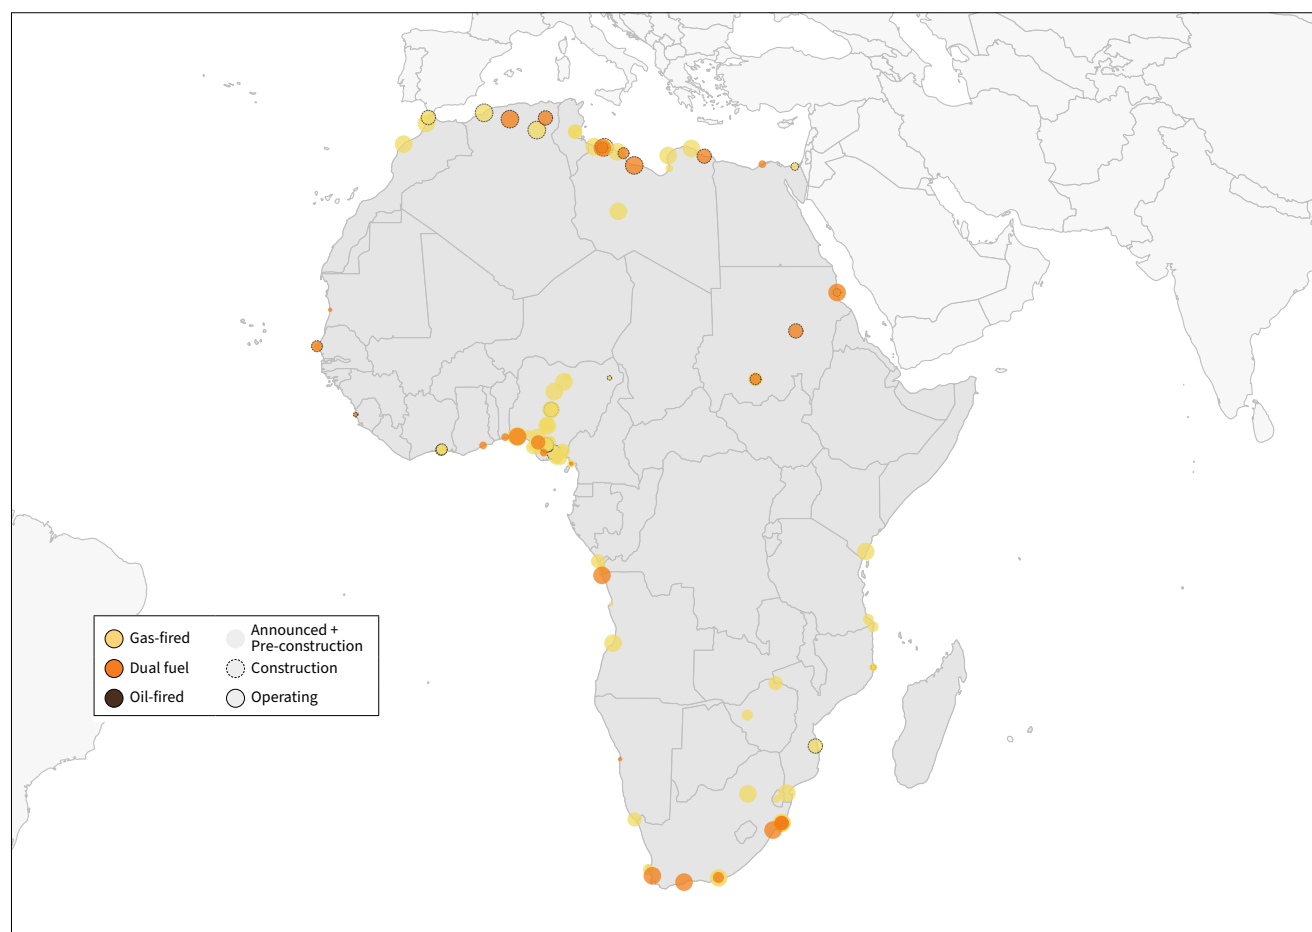 Gas-fired
Dual fuel
Oil-fired
Announced +
Pre-construction
Construction
Operating